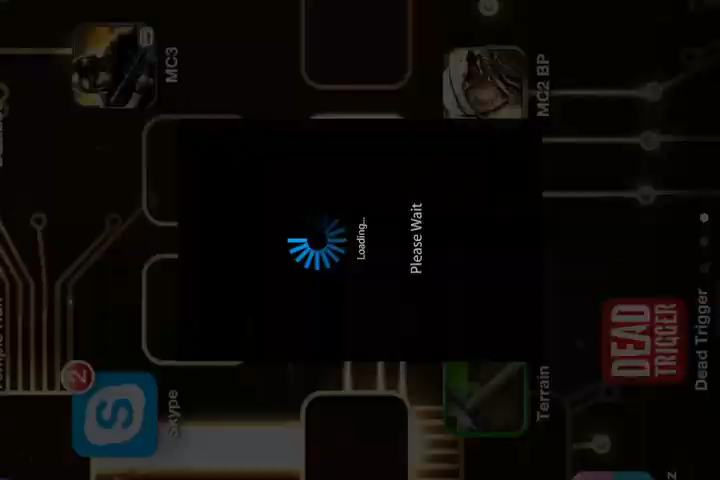 MC3
MC2 BP
Loading...
Please Wait
2
Skype
Terrain
DEAD
TRIGGER
Dead Trigger